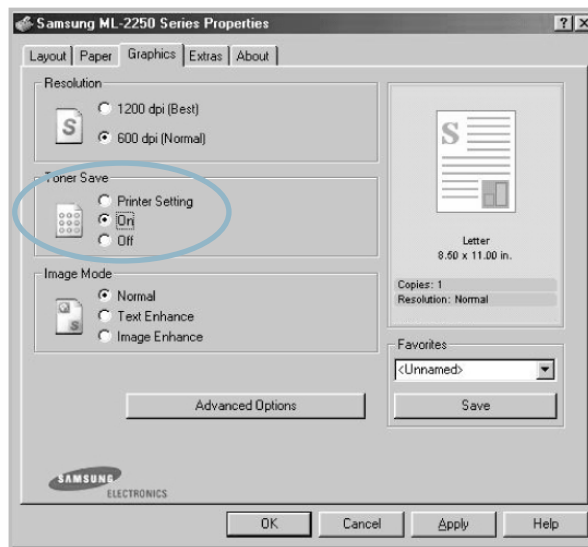 Samsung ML-2250 Series Properties
Layout Paper Graphics Extras About
Resolution
1200 dpi (Best)
600 dpi (Normal)
Toner Save
Printer Setting
On
Off
Image Mode
Normal
Text Enhance
Image Enhance
Advanced Options
S
Letter
8.50 x 11.00 in.
Copies: 1
Resolution: Normal
Favorites
<Unnamed>
Save
SAMSUNG
ELECTRONICS
OK Cancel Apply Help